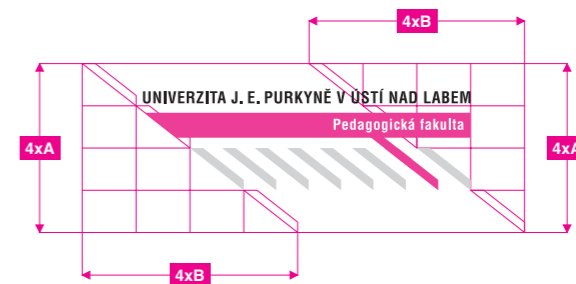 4xB
UNIVERZITA J. E. PURKYNĚ V ÚSTÍ NAD LABEM
Pedagogická fakulta
4xA
4xA
4xB